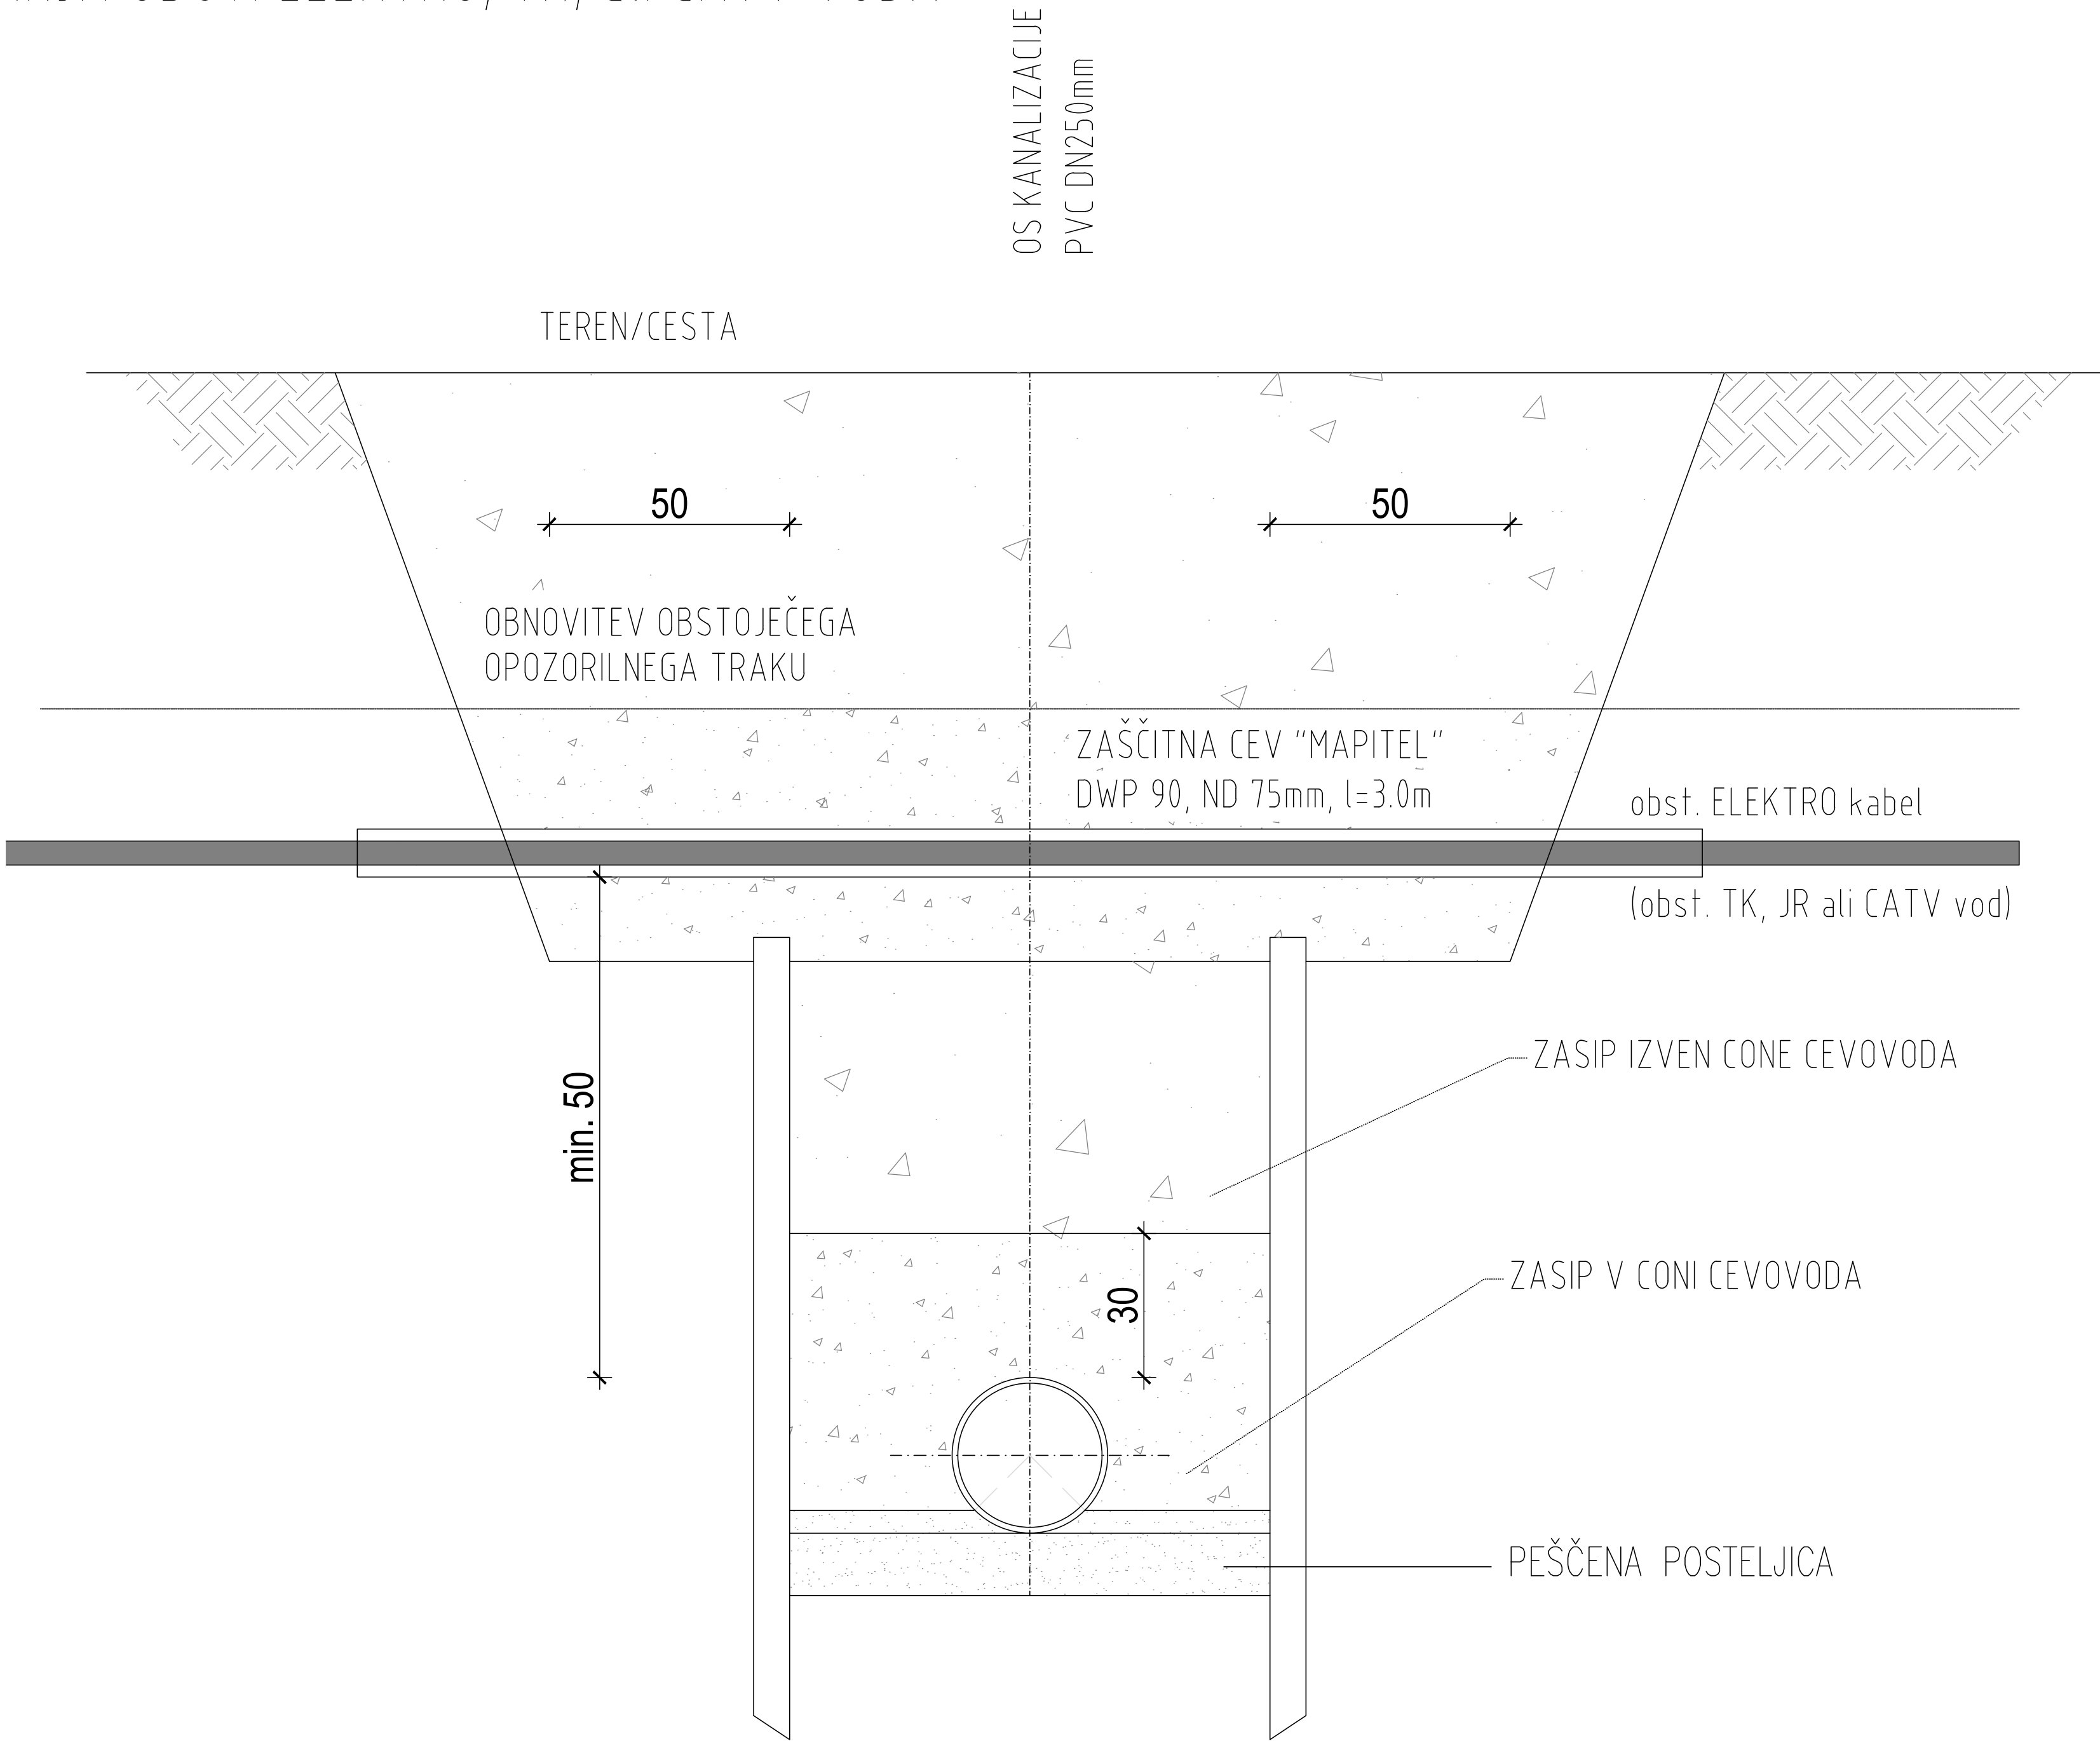 OS KANALIZACIJE
PVC DN250mm
TEREN/CESTA
50
50
OBNOVITEV OBSTOJEČEGA
OPOZORILNEGA TRAKU
ZAŠČITNA CEV "MAPITEL"
DWP 90, ND 75mm, l=3.0m
obst. ELEKTRO kabel
(obst. TK, JR ali CATV vod)
ZASIP IZVEN CONE CEVOVODA
min. 50
ZASIP V CONI CEVOVODA
30
PEŠČENA POSTELJICA